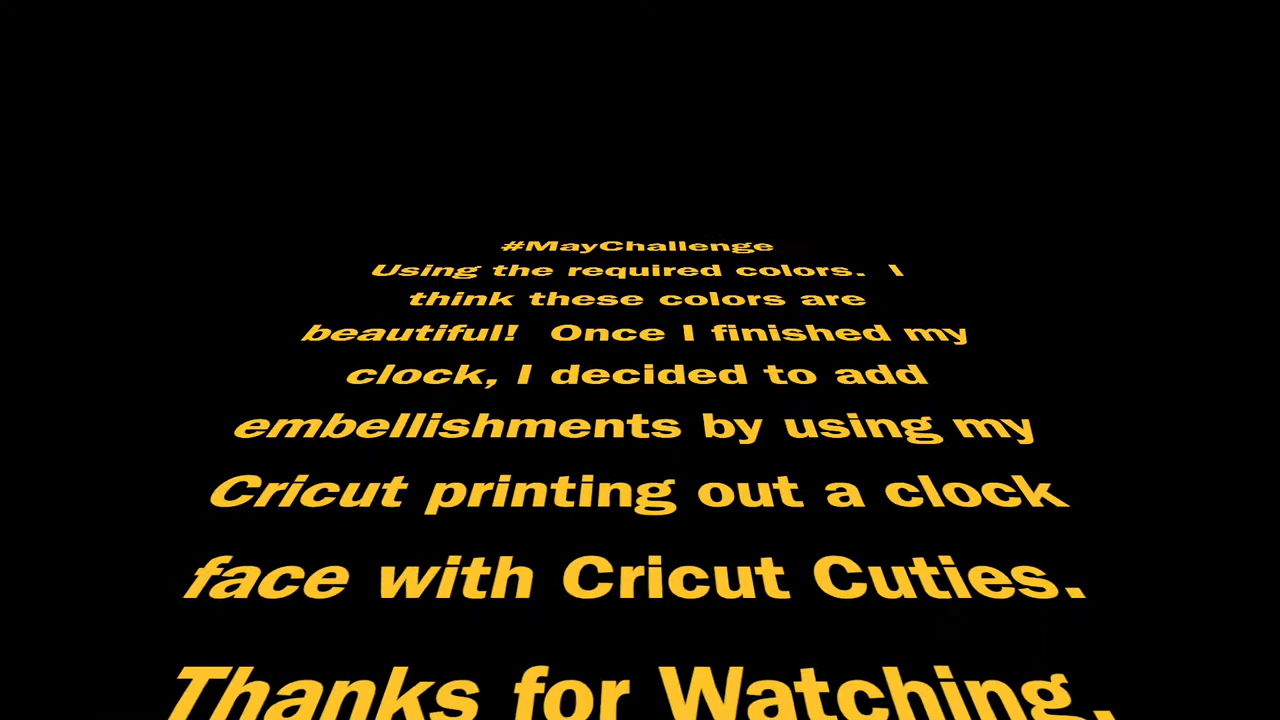 #MayChallenge
Using the required colors.  I
think these colors are
beautiful!  Once I finished my
clock, I decided to add
embellishments by using my
Cricut printing out a clock
face with Cricut Cuties.
Thanks for Watching.